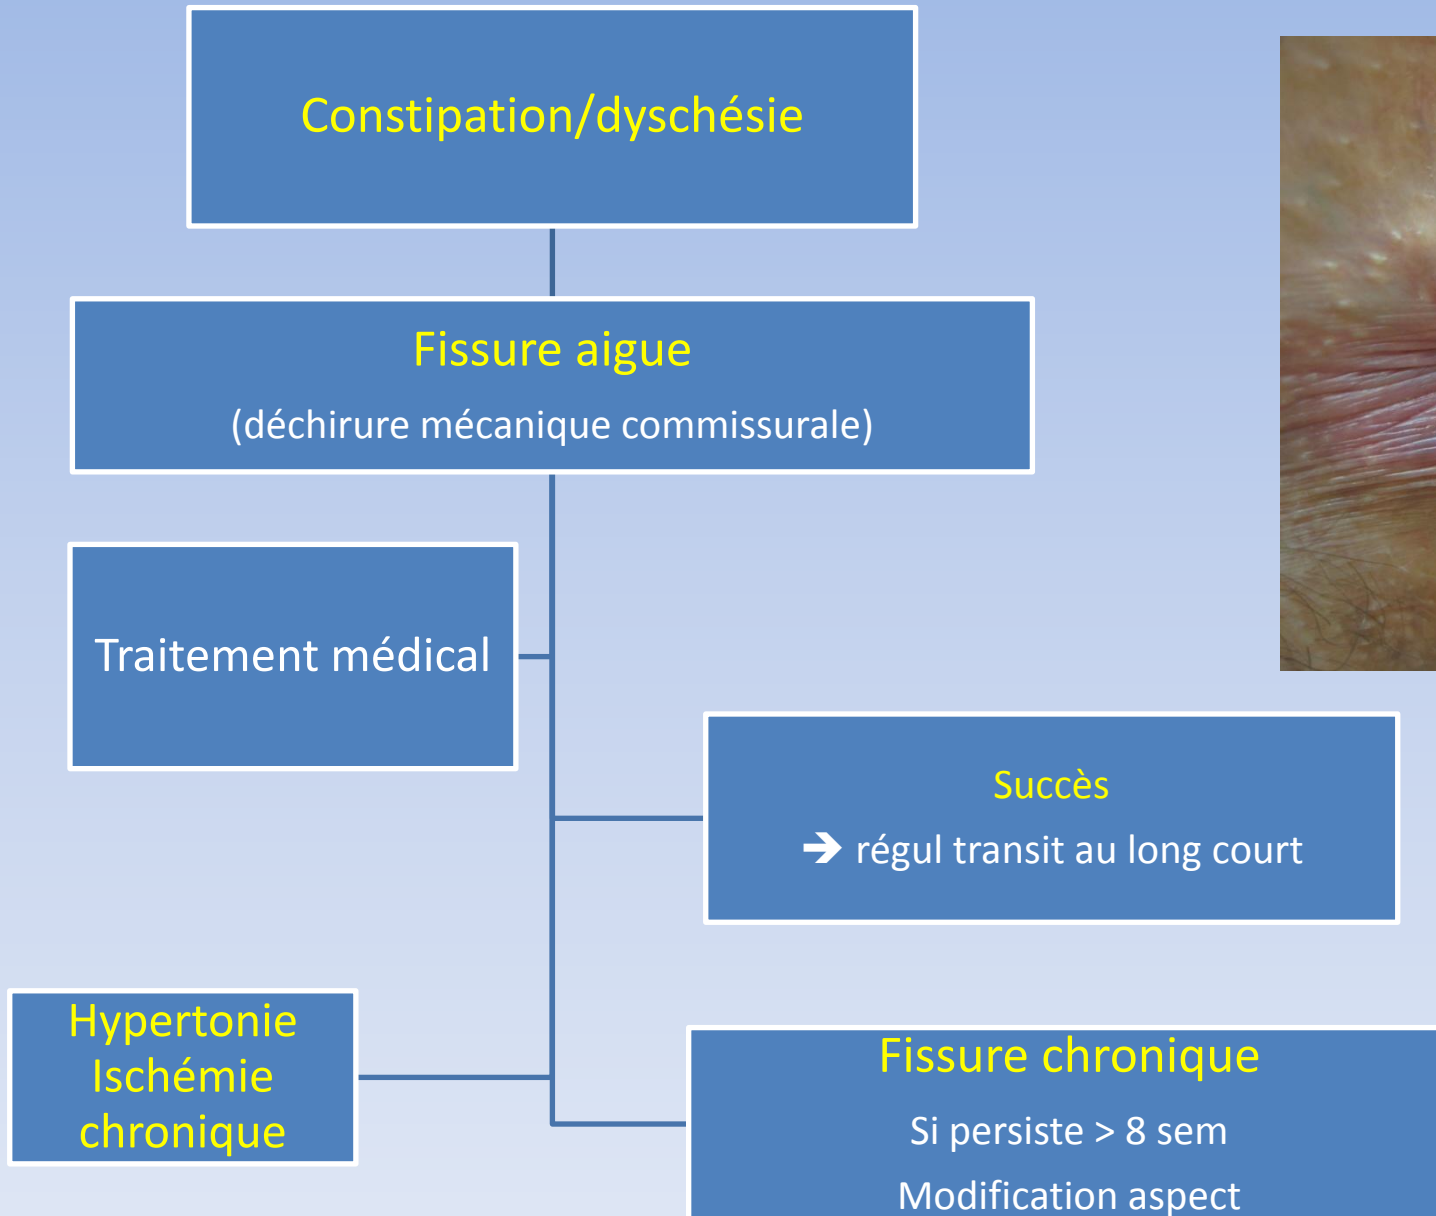 Constipation/dyschésie
Fissure aigue
(déchirure mécanique commissurale)
Traitement médical
Succès
➔ régul transit au long court
Hypertonie
Ischémie
chronique
Fissure chronique
Si persiste > 8 sem
Modification aspect